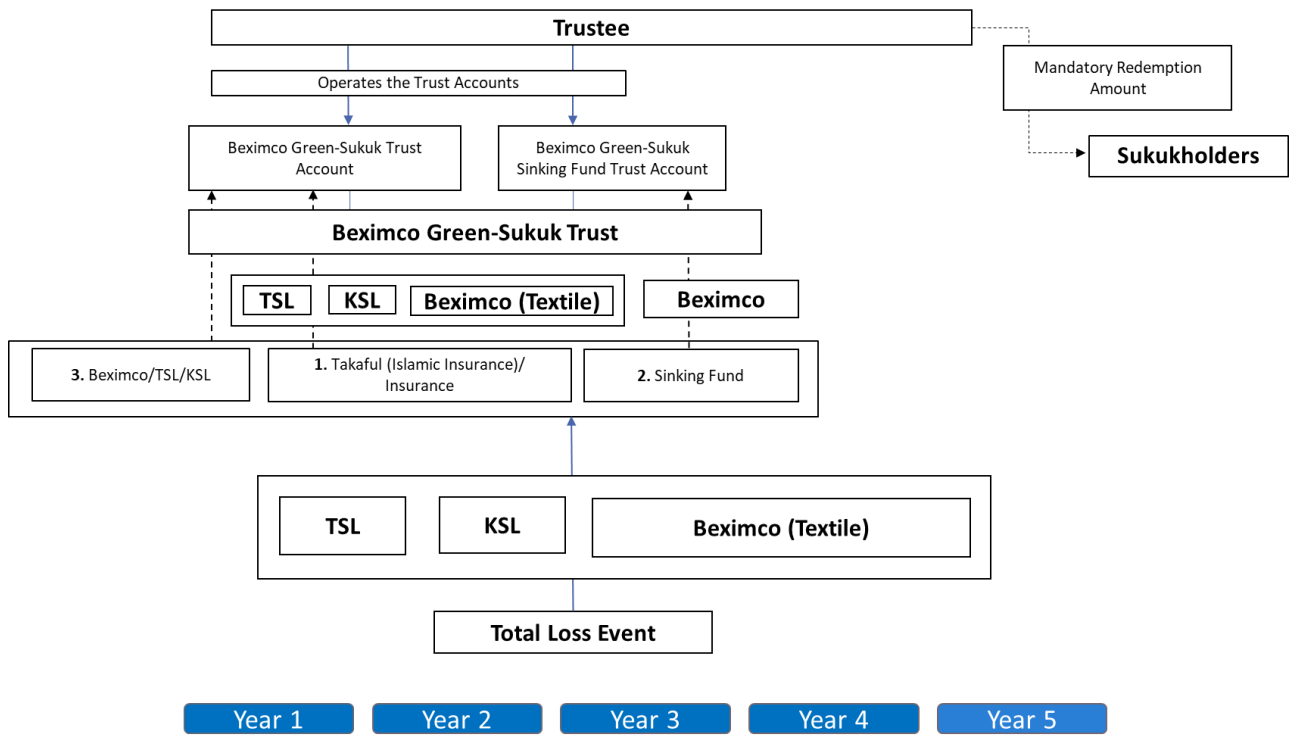 Trustee
Operates the Trust Accounts
Mandatory Redemption
Amount
Beximco Green-Sukuk Trust
Account
Beximco Green-Sukuk
Sinking Fund Trust Account
Sukukholders
Beximco Green-Sukuk Trust
TSL
KSL
Beximco (Textile)
Beximco
3. Beximco/TSL/KSL
1. Takaful (Islamic Insurance)/
Insurance
2. Sinking Fund
TSL
KSL
Beximco (Textile)
Total Loss Event
Year 1
Year 2
Year 3
Year 4
Year 5